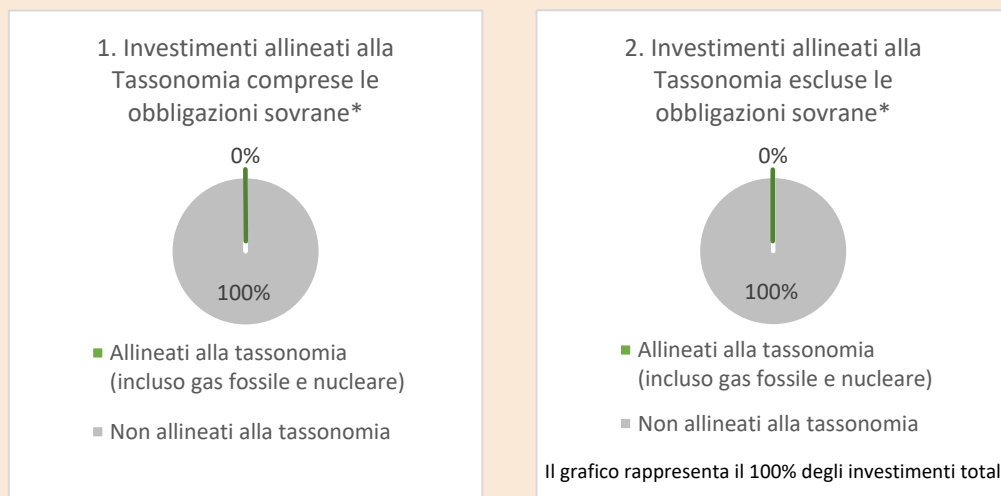 1. Investimenti allineati alla
Tassonomia comprese le
obbligazioni sovrane*
0%
100%
Allineati alla tassonomia
(incluso gas fossile e nucleare)
Non allineati alla tassonomia
2. Investimenti allineati alla
Tassonomia escluse le
obbligazioni sovrane*
0%
100%
Allineati alla tassonomia
(incluso gas fossile e nucleare)
Non allineati alla tassonomia
Il grafico rappresenta il 100% degli investimenti total